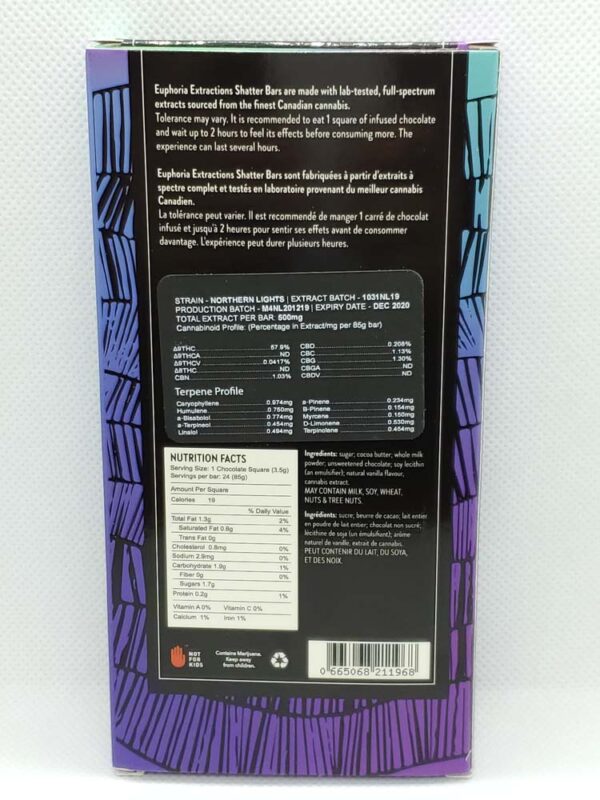 Euphoria Extractions Shatter Bars are made with lab-tested, full-spectrum
extracts sourced from the finest Canadian cannabis.
Tolerance may vary. It is recommended to eat 1 square of infused chocolate
and wait up to 2 hours to feel its effects before consuming more. The
experience can last several hours.
Euphoria Extractions Shatter Bars sont fabriquées à partir d'extraits à
spectre complet et testés en laboratoire provenant du meilleur cannabis
Canadien.
La tolérance peut varier. Il est recommendé de manger 1 carré de chocolat
infusé et jusqu'à 2 heures pour sentir ses effets avant de consommer
davantage. L'expérience peut durer plusieurs heures.
STRAIN - NORTHERN LIGHTS | EXTRACT BATCH - 1031NL19
PRODUCTION BATCH - M4NL201219 | EXPIRY DATE - DEC 2020
TOTAL EXTRACT PER BAR: 500mg
Cannabinoid Profile: (Percentage in Extract/mg per 85g bar)
Δ9THC 57.9%
Δ9THCA ND
Δ9THCV 0.0417%
Δ8THC ND
CBN 1.03%
CBD 0.208%
CBC 1.13%
CBG 1.30%
CBGA ND
CBDV ND
Terpene Profile
Caryophyllene 0.974mg
Humulene 0.750mg
a-Bisabolol 0.774mg
a-Terpineol 0.454mg
Linalol 0.494mg
a-Pinene 0.234mg
B-Pinene 0.154mg
Myrcene 0.150mg
D-Limonene 0.530mg
Terpinolene 0.454mg
NUTRITION FACTS
Serving Size: 1 Chocolate Square (3.5g)
Servings per bar: 24 (85g)
Amount Per Square
Calories 19
% Daily Value
Total Fat 1.3g 2%
Saturated Fat 0.8g 4%
Trans Fat 0g
Cholesterol 0.8mg 0%
Sodium 2.9mg 0%
Carbohydrate 1.9g 1%
Fiber 0g 0%
Sugars 1.7g
Protein 0.2g 1%
Vitamin A 0% Vitamin C 0%
Calcium 1% Iron 1%
Ingredients: sugar, cocoa butter; whole milk
powder; unsweetened chocolate; soy lecithin
(an emulsifier); natural vanilla flavour,
cannabis extract.
MAY CONTAIN MILK, SOY, WHEAT,
NUTS & TREE NUTS.
Ingrédients: sucre; beurre de cacao; lait entier
en poudre de lait entier; chocolat non sucré;
lécithine de soja (un émulsifiant); arôme
naturel de vanille, extrait de cannabis.
PEUT CONTENIR DU LAIT, DU SOYA,
ET DES NOIX.
NOT
FOR
KIDS
Contains Marijuana.
Keep away
from children.
0 665068 211968